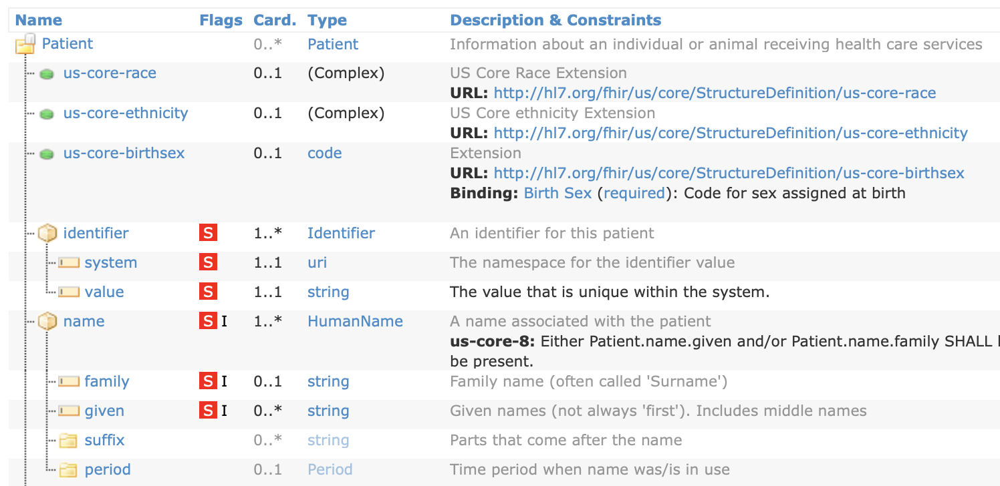 Name Flags Card. Type Description & Constraints
Patient 0..* Patient Information about an individual or animal receiving health care services
us-core-race 0..1 (Complex) US Core Race Extension
URL: http://hl7.org/fhir/us/core/StructureDefinition/us-core-race
us-core-ethnicity 0..1 (Complex) US Core ethnicity Extension
URL: http://hl7.org/fhir/us/core/StructureDefinition/us-core-ethnicity
us-core-birthsex 0..1 code Extension
URL: http://hl7.org/fhir/us/core/StructureDefinition/us-core-birthsex
Binding: Birth Sex (required): Code for sex assigned at birth
identifier S 1..* Identifier An identifier for this patient
system S 1..1 uri The namespace for the identifier value
value S 1..1 string The value that is unique within the system.
name S I 1..* HumanName A name associated with the patient
us-core-8: Either Patient.name.given and/or Patient.name.family SHALL
be present.
family S I 0..1 string Family name (often called 'Surname')
given S I 0..* string Given names (not always 'first'). Includes middle names
suffix 0..* string Parts that come after the name
period 0..1 Period Time period when name was/is in use